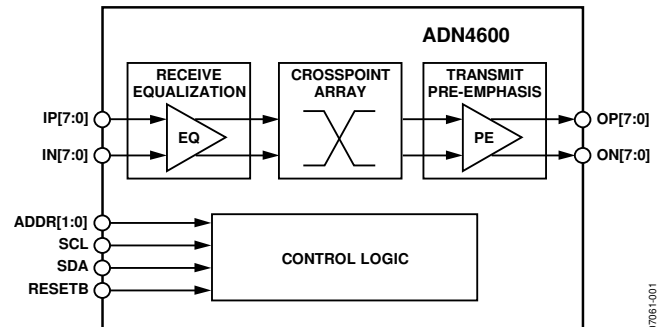 ADN4600
RECEIVE
EQUALIZATION
CROSSPOINT
ARRAY
TRANSMIT
PRE-EMPHASIS
IP[7:0]
IN[7:0]
EQ
PE
OP[7:0]
ON[7:0]
ADDR[1:0]
SCL
SDA
RESETB
CONTROL LOGIC
07061-001